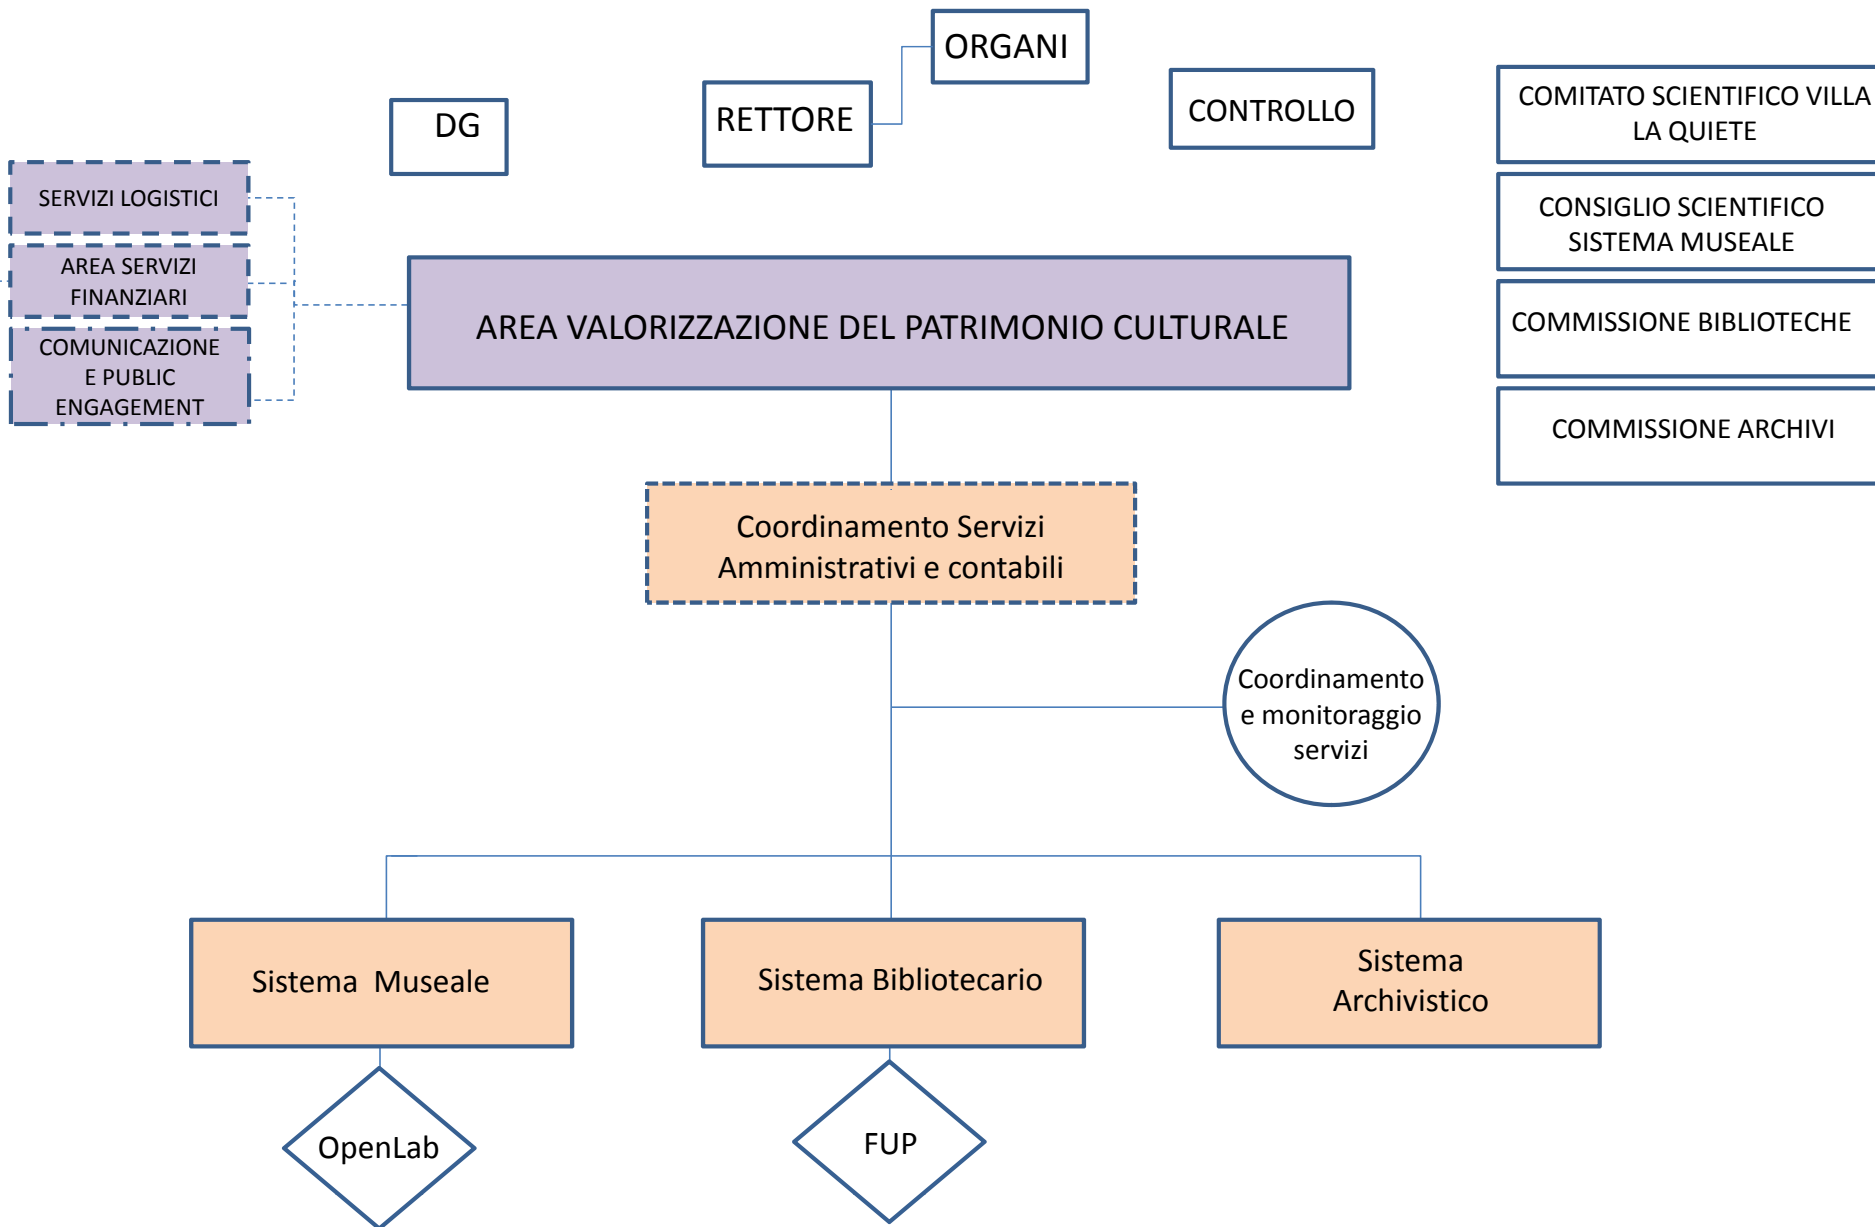 ORGANI
RETTORE
DG
CONTROLLO
COMITATO SCIENTIFICO VILLA
LA QUIETE
CONSIGLIO SCIENTIFICO
SISTEMA MUSEALE
COMMISSIONE BIBLIOTECHE
COMMISSIONE ARCHIVI
SERVIZI LOGISTICI
AREA SERVIZI
FINANZIARI
COMUNICAZIONE
E PUBLIC
ENGAGEMENT
AREA VALORIZZAZIONE DEL PATRIMONIO CULTURALE
Coordinamento Servizi
Amministrativi e contabili
Coordinamento
e monitoraggio
servizi
Sistema Museale
Sistema Bibliotecario
Sistema
Archivistico
OpenLab
FUP